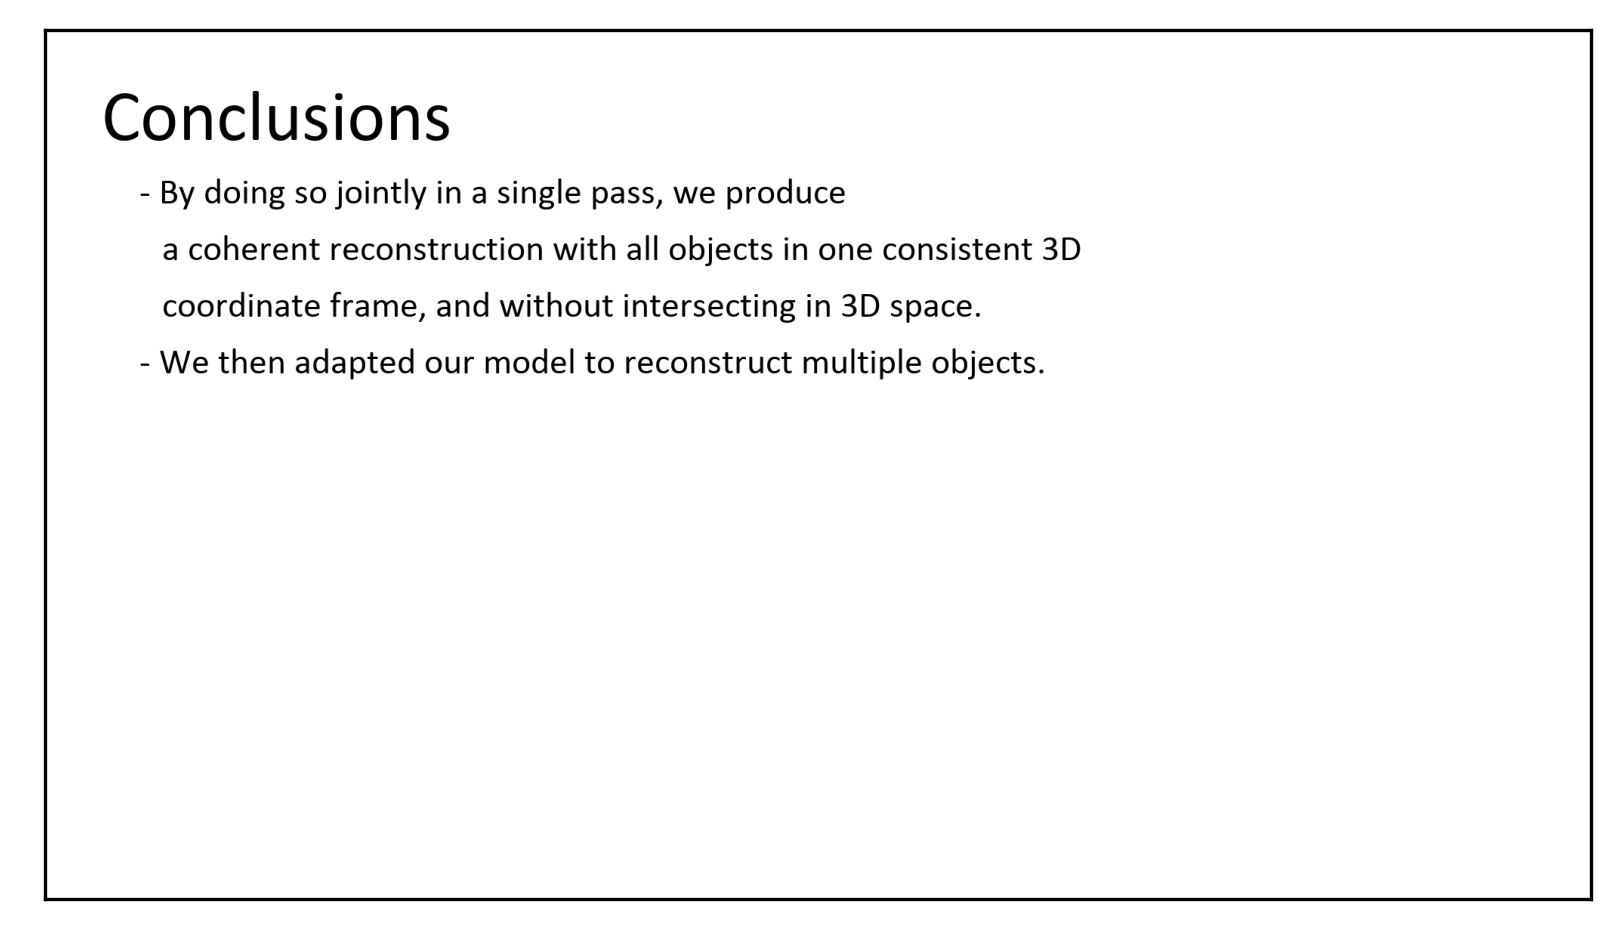 Conclusions
- By doing so jointly in a single pass, we produce
a coherent reconstruction with all objects in one consistent 3D
coordinate frame, and without intersecting in 3D space.
- We then adapted our model to reconstruct multiple objects.